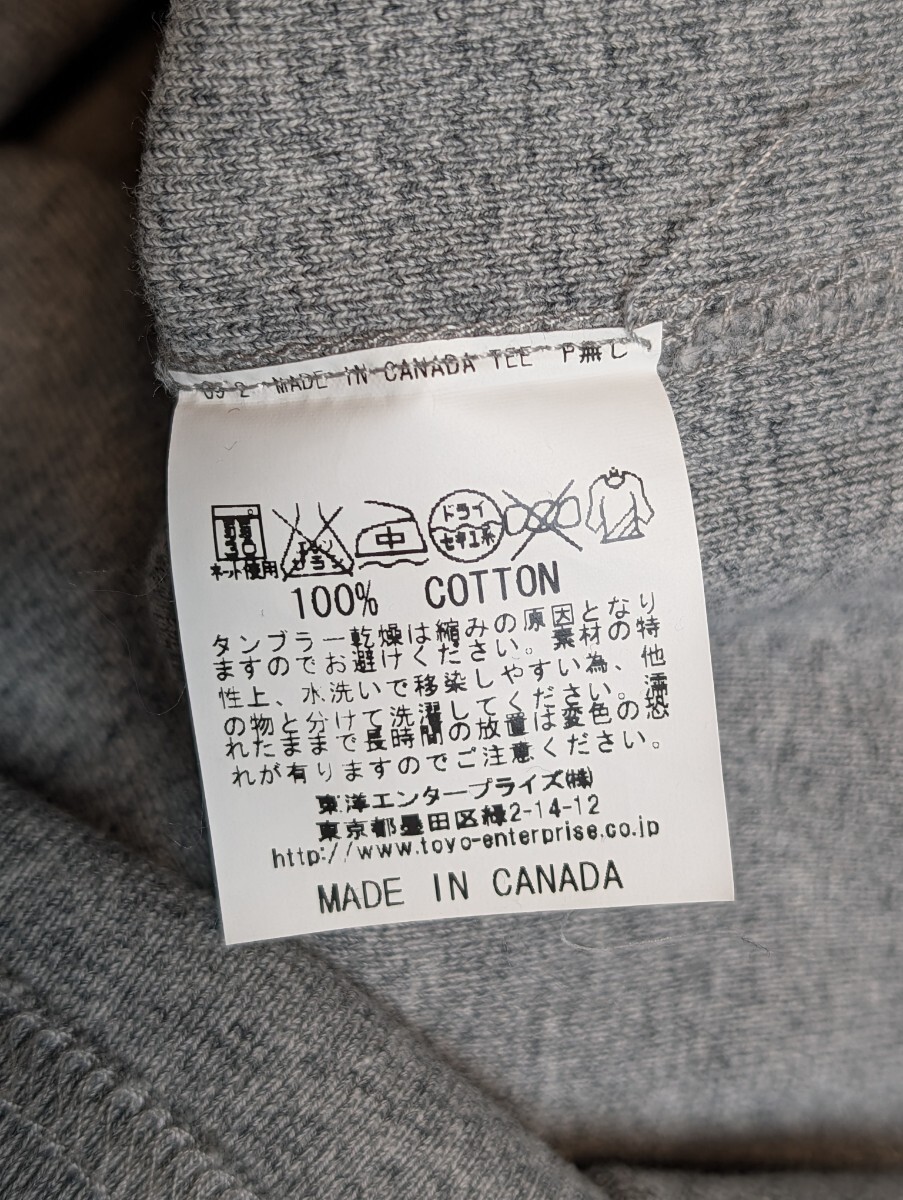 MADE IN CANADA TEE P無し
ネット使用
中
ドライ
セキユ系
100% COTTON
タンブラー乾燥は縮みの原因となり
ますのでお避けください。素材の特
性上、水洗いで移染しやすい為、他
の物と分けて洗濯してください。濡
れたままで長時間の放置は変色の恐
れが有りますのでご注意ください。
東洋エンタープライズ㈱
東京都墨田区緑2-14-12
http://www.toyo-enterprise.co.jp
MADE IN CANADA